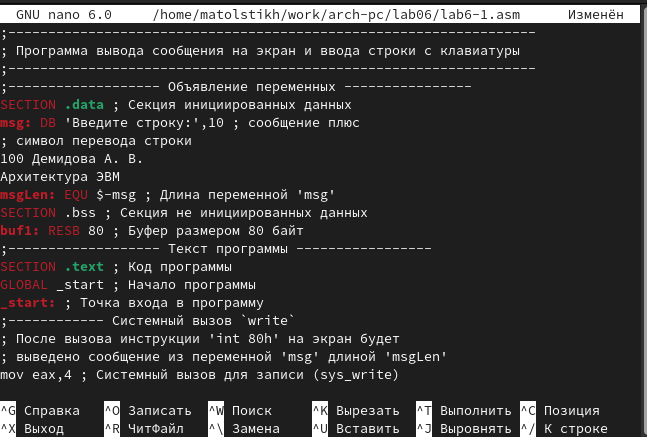 GNU nano 6.0 /home/matolstikh/work/arch-pc/lab06/lab6-1.asm Изменён
;------------------------------------------------------------------
; Программа вывода сообщения на экран и ввода строки с клавиатуры
;------------------------------------------------------------------
;------------------- Объявление переменных ----------------
SECTION .data ; Секция инициированных данных
msg: DB 'Введите строку:',10 ; сообщение плюс
; символ перевода строки
100 Демидова А. В.
Архитектура ЭВМ
msgLen: EQU $-msg ; Длина переменной 'msg'
SECTION .bss ; Секция не инициированных данных
buf1: RESB 80 ; Буфер размером 80 байт
;------------------- Текст программы -----------------
SECTION .text ; Код программы
GLOBAL _start ; Начало программы
_start: ; Точка входа в программу
;------------ Системный вызов `write`
; После вызова инструкции 'int 80h' на экран будет
; выведено сообщение из переменной 'msg' длиной 'msgLen'
mov eax,4 ; Системный вызов для записи (sys_write)
^G Справка ^O Записать ^W Поиск ^K Вырезать ^T Выполнить ^C Позиция
^X Выход ^R ЧитФайл ^\ Замена ^U Вставить ^J Выровнять ^/ К строке